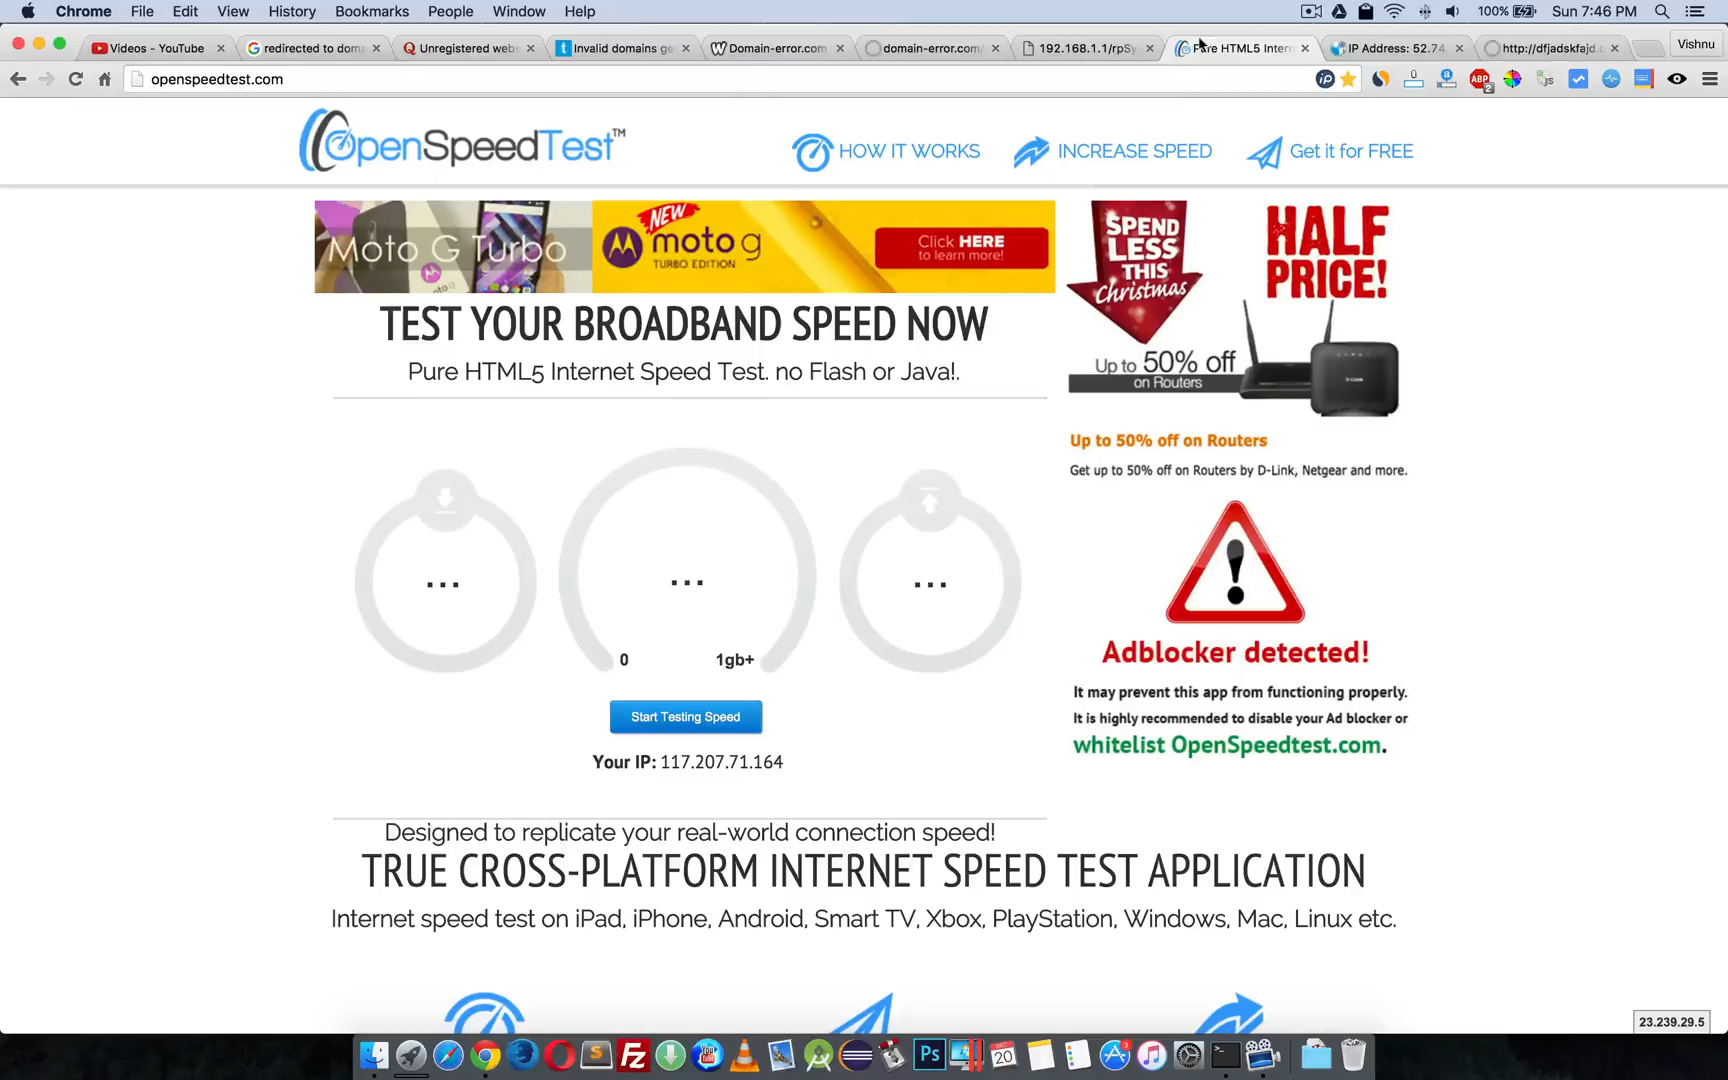 Chrome File Edit View History Bookmarks People Window Help 100% Sun 7:46 PM
Videos - YouTube redirected to doma Unregistered webs Invalid domains ge Domain-error.com domain-error.com/ 192.168.1.1/rpSy Pure HTML5 Intern IP Address: 52.74 http://dfjadskfajd. Vishnu
openspeedtest.com
OpenSpeedTest™
HOW IT WORKS INCREASE SPEED Get it for FREE
Moto G Turbo
NEW
moto g
TURBO EDITION
Click HERE
to learn more!
SPEND
LESS
THIS
Christmas
HALF
PRICE!
Up to 50% off
on Routers
TEST YOUR BROADBAND SPEED NOW
Pure HTML5 Internet Speed Test. no Flash or Java!.
Up to 50% off on Routers
Get up to 50% off on Routers by D-Link, Netgear and more.
... ... ...
0 1gb+
Start Testing Speed
Your IP: 117.207.71.164
Adblocker detected!
It may prevent this app from functioning properly.
It is highly recommended to disable your Ad blocker or
whitelist OpenSpeedtest.com.
Designed to replicate your real-world connection speed!
TRUE CROSS-PLATFORM INTERNET SPEED TEST APPLICATION
Internet speed test on iPad, iPhone, Android, Smart TV, Xbox, PlayStation, Windows, Mac, Linux etc.
23.239.29.5